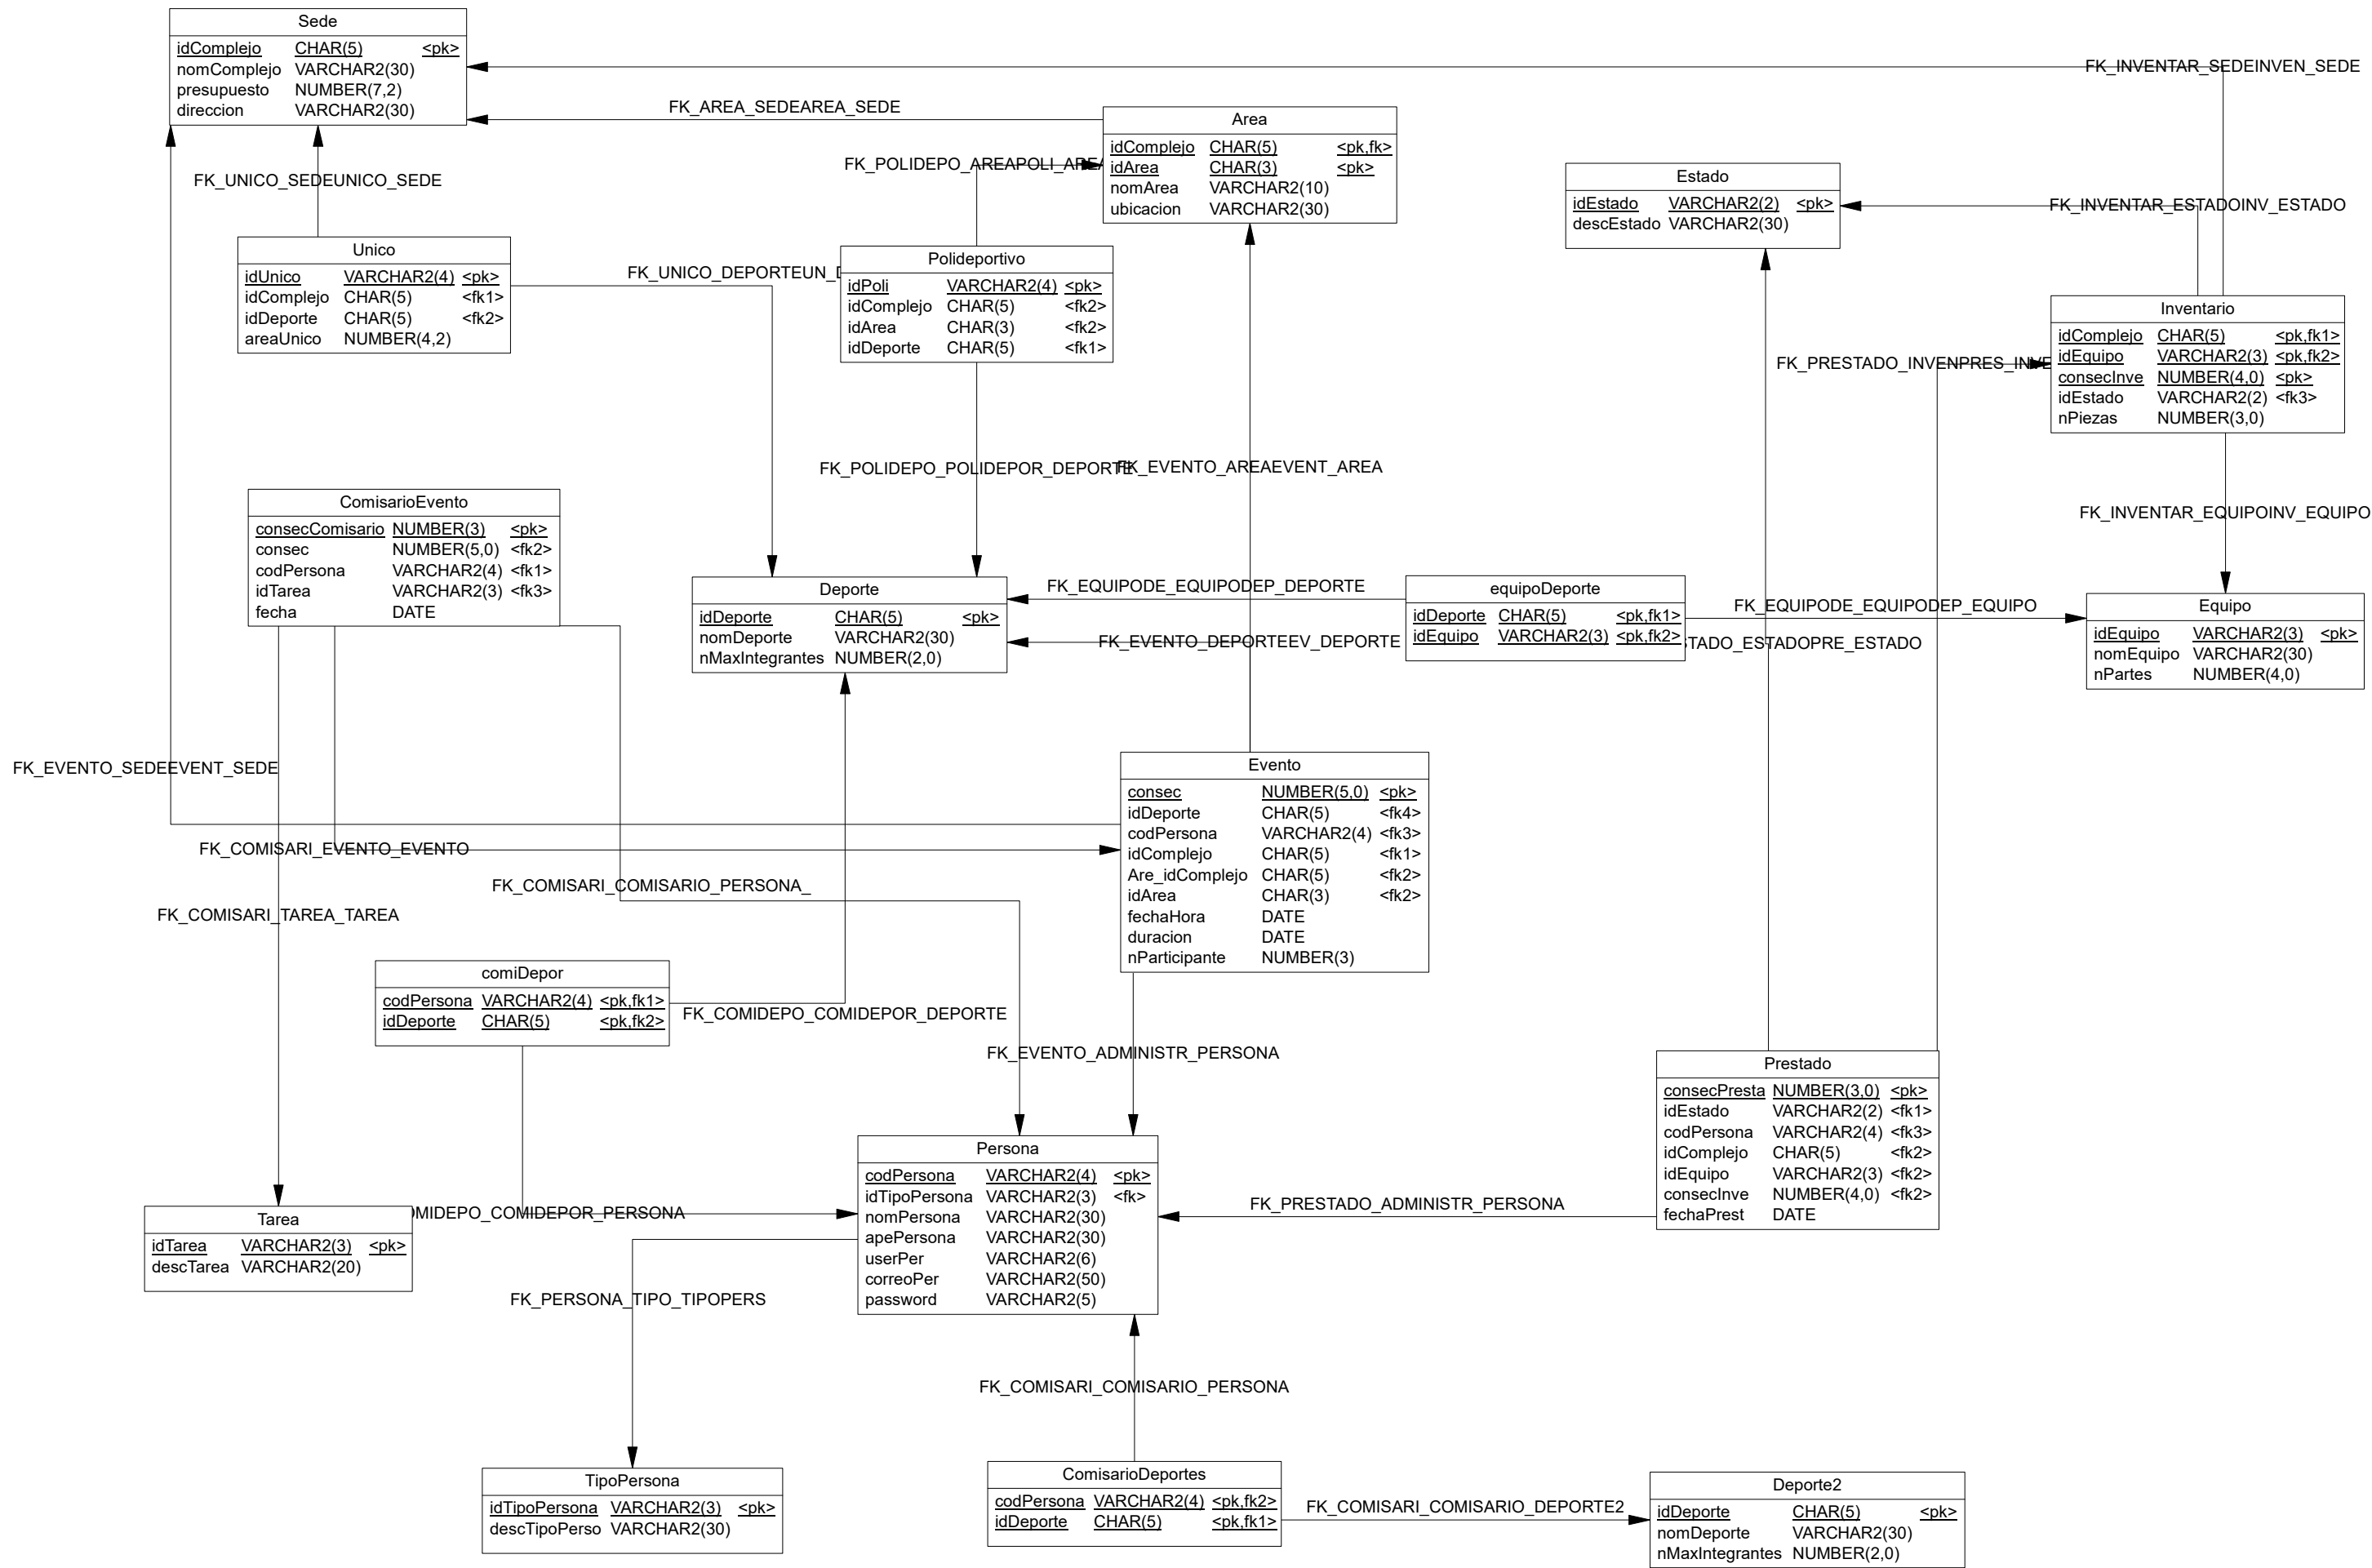 Sede
idComplejo CHAR(5) <pk>
nomComplejo VARCHAR2(30)
presupuesto NUMBER(7,2)
direccion VARCHAR2(30)
FK_INVENTAR_SEDEINVEN_SEDE
FK_AREA_SEDEAREA_SEDE
Area
idComplejo CHAR(5) <pk,fk>
idArea CHAR(3) <pk>
nomArea VARCHAR2(10)
ubicacion VARCHAR2(30)
FK_POLIDEPO_AREAPOLI_AREA
FK_UNICO_SEDEUNICO_SEDE
Estado
idEstado VARCHAR2(2) <pk>
descEstado VARCHAR2(30)
FK_INVENTAR_ESTADOINV_ESTADO
Unico
idUnico VARCHAR2(4) <pk>
idComplejo CHAR(5) <fk1>
idDeporte CHAR(5) <fk2>
areaUnico NUMBER(4,2)
FK_UNICO_DEPORTEUN_D
Polideportivo
idPoli VARCHAR2(4) <pk>
idComplejo CHAR(5) <fk2>
idArea CHAR(3) <fk2>
idDeporte CHAR(5) <fk1>
Inventario
idComplejo CHAR(5) <pk,fk1>
idEquipo VARCHAR2(3) <pk,fk2>
consecInve NUMBER(4,0) <pk>
idEstado VARCHAR2(2) <fk3>
nPiezas NUMBER(3,0)
FK_PRESTADO_INVENPRES_INVE
FK_POLIDEPO_POLIDEPOR_DEPORTE
FK_EVENTO_AREAEVENT_AREA
ComisarioEvento
consecComisario NUMBER(3) <pk>
consec NUMBER(5,0) <fk2>
codPersona VARCHAR2(4) <fk1>
idTarea VARCHAR2(3) <fk3>
fecha DATE
FK_INVENTAR_EQUIPOINV_EQUIPO
Deporte
idDeporte CHAR(5) <pk>
nomDeporte VARCHAR2(30)
nMaxIntegrantes NUMBER(2,0)
FK_EQUIPODE_EQUIPODEP_DEPORTE
FK_EVENTO_DEPORTEEV_DEPORTE
equipoDeporte
idDeporte CHAR(5) <pk,fk1>
idEquipo VARCHAR2(3) <pk,fk2>
FK_EQUIPODE_EQUIPODEP_EQUIPO
STADO_ESTADOPRE_ESTADO
Equipo
idEquipo VARCHAR2(3) <pk>
nomEquipo VARCHAR2(30)
nPartes NUMBER(4,0)
FK_EVENTO_SEDEEVENT_SEDE
Evento
consec NUMBER(5,0) <pk>
idDeporte CHAR(5) <fk4>
codPersona VARCHAR2(4) <fk3>
idComplejo CHAR(5) <fk1>
Are_idComplejo CHAR(5) <fk2>
idArea CHAR(3) <fk2>
fechaHora DATE
duracion DATE
nParticipante NUMBER(3)
FK_COMISARI_EVENTO_EVENTO
FK_COMISARI_COMISARIO_PERSONA_
FK_COMISARI_TAREA_TAREA
comiDepor
codPersona VARCHAR2(4) <pk,fk1>
idDeporte CHAR(5) <pk,fk2>
FK_COMIDEPO_COMIDEPOR_DEPORTE
FK_EVENTO_ADMINISTR_PERSONA
Prestado
consecPresta NUMBER(3,0) <pk>
idEstado VARCHAR2(2) <fk1>
codPersona VARCHAR2(4) <fk3>
idComplejo CHAR(5) <fk2>
idEquipo VARCHAR2(3) <fk2>
consecInve NUMBER(4,0) <fk2>
fechaPrest DATE
Persona
codPersona VARCHAR2(4) <pk>
idTipoPersona VARCHAR2(3) <fk>
nomPersona VARCHAR2(30)
apePersona VARCHAR2(30)
userPer VARCHAR2(6)
correoPer VARCHAR2(50)
password VARCHAR2(5)
FK_PRESTADO_ADMINISTR_PERSONA
Tarea
idTarea VARCHAR2(3) <pk>
descTarea VARCHAR2(20)
OMIDEPO_COMIDEPOR_PERSONA
FK_PERSONA_TIPO_TIPOPERS
FK_COMISARI_COMISARIO_PERSONA
TipoPersona
idTipoPersona VARCHAR2(3) <pk>
descTipoPerso VARCHAR2(30)
ComisarioDeportes
codPersona VARCHAR2(4) <pk,fk2>
idDeporte CHAR(5) <pk,fk1>
FK_COMISARI_COMISARIO_DEPORTE2
Deporte2
idDeporte CHAR(5) <pk>
nomDeporte VARCHAR2(30)
nMaxIntegrantes NUMBER(2,0)